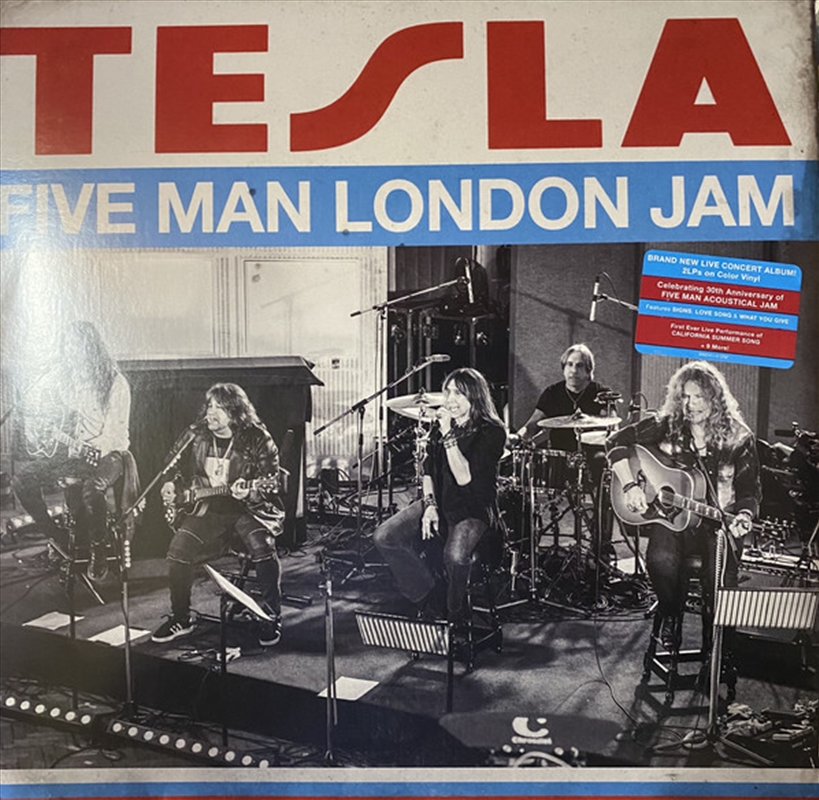 TESLA
FIVE MAN LONDON JAM
BRAND NEW LIVE CONCERT ALBUM!
2LPs on Color Vinyl
Celebrating 30th Anniversary of
FIVE MAN ACOUSTICAL JAM
Features SIGNS, LOVE SONG & WHAT YOU GIVE
First Ever Live Performance of
CALIFORNIA SUMMER SONG
+ 9 More!
Chromatic